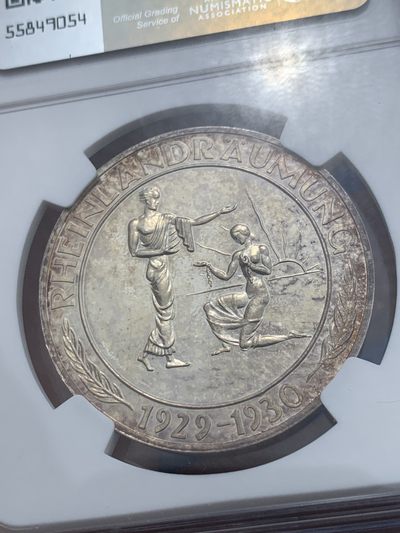 55849054
Official Grading
Service of
NUMISMATIC
ASSOCIATION
RHEINLANDRÄUMUNG
1929-1930